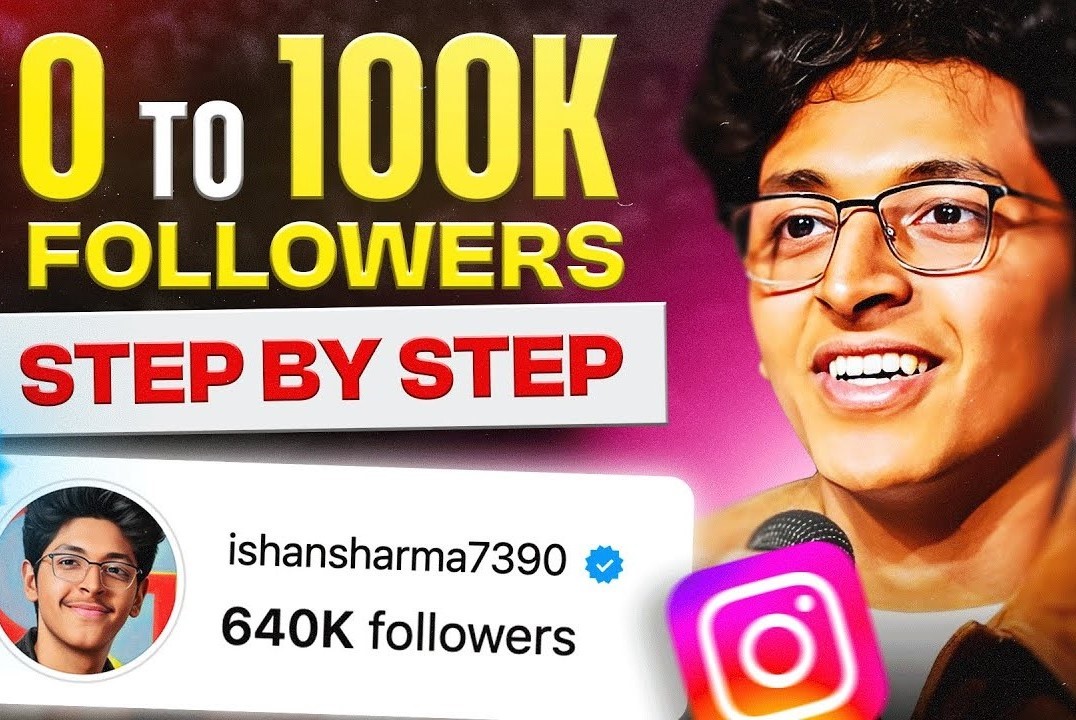 0 TO 100K
FOLLOWERS
STEP BY STEP
ishansharma7390
640K followers